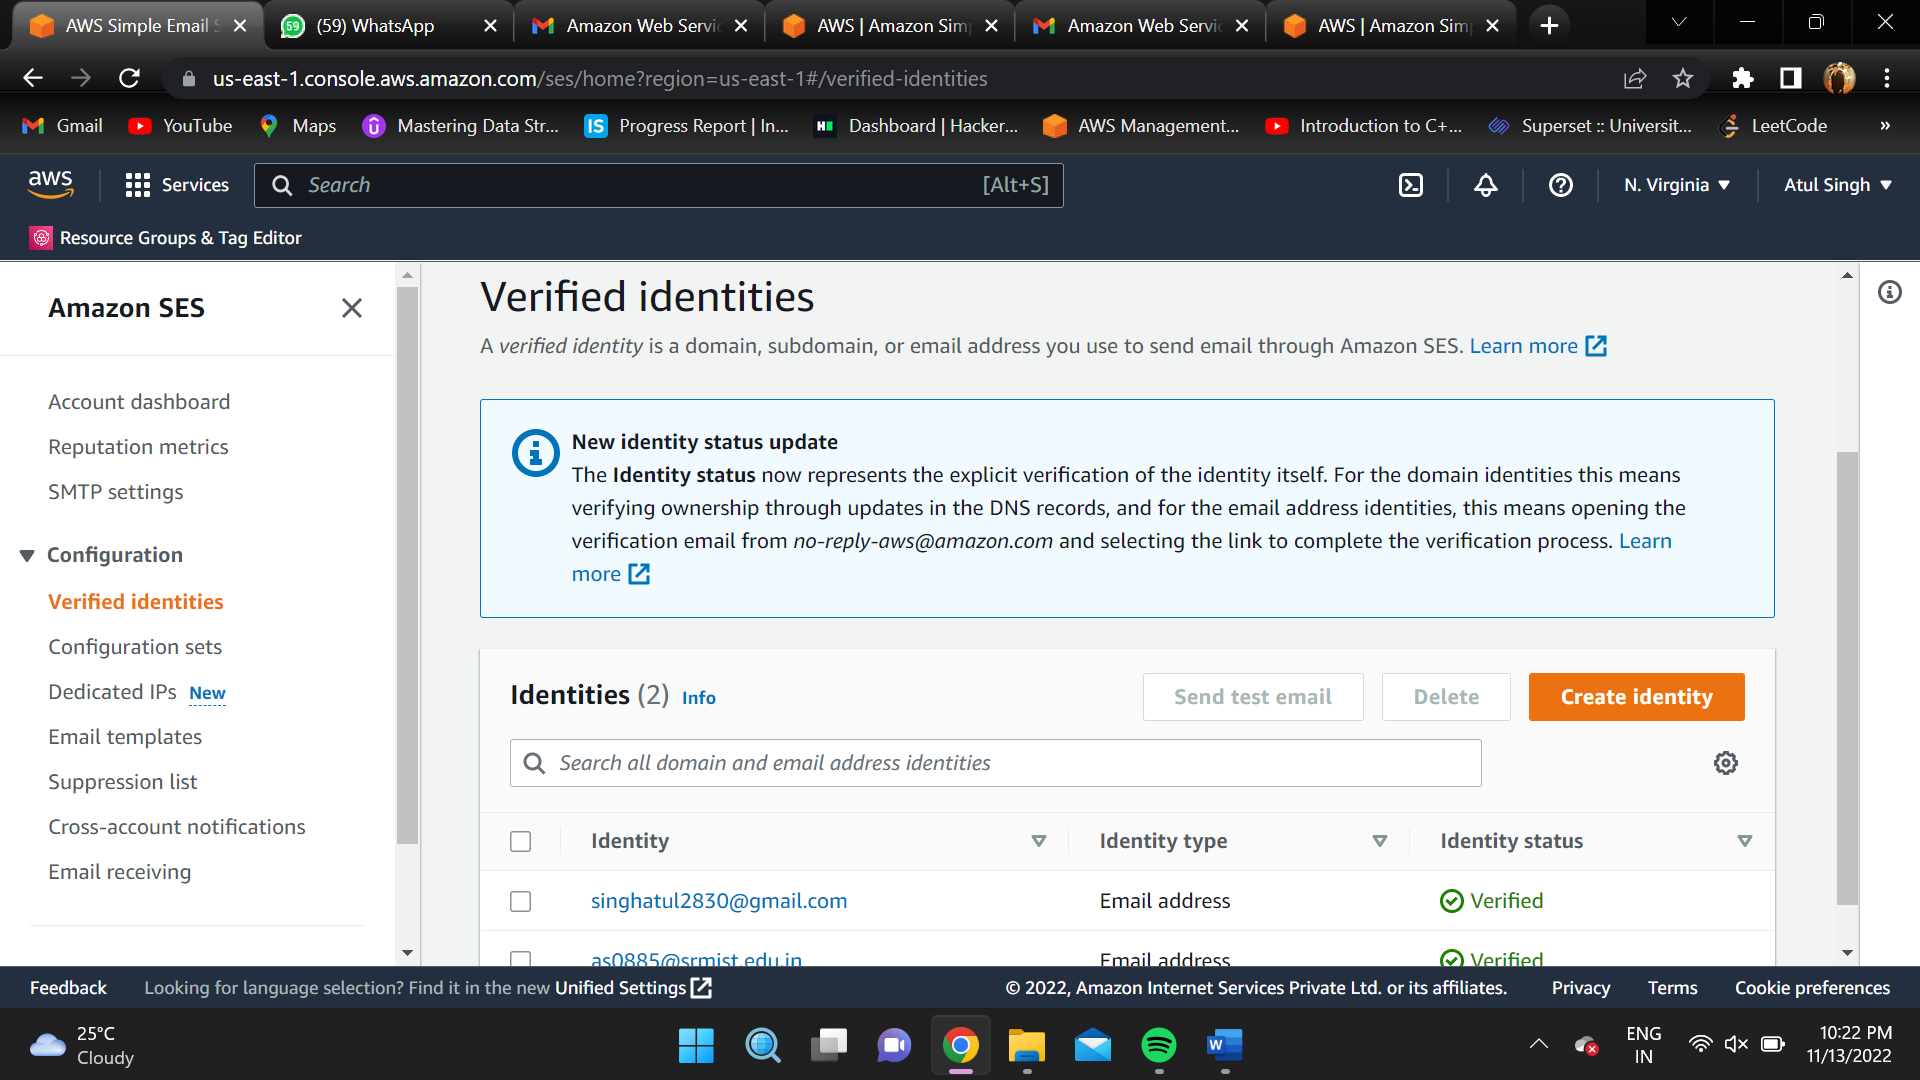 AWS Simple Email S
(59) WhatsApp
Amazon Web Servic
AWS | Amazon Sim
Amazon Web Servic
AWS | Amazon Sim
us-east-1.console.aws.amazon.com/ses/home?region=us-east-1#/verified-identities
Gmail
YouTube
Maps
Mastering Data Str...
IS
Progress Report | In...
Dashboard | Hacker...
AWS Management...
Introduction to C+...
Superset :: Universit...
LeetCode
»
aws
Services
Search
[Alt+S]
N. Virginia
Atul Singh
Resource Groups & Tag Editor
Amazon SES
Account dashboard
Reputation metrics
SMTP settings
Configuration
Verified identities
Configuration sets
Dedicated IPs New
Email templates
Suppression list
Cross-account notifications
Email receiving
Verified identities
A verified identity is a domain, subdomain, or email address you use to send email through Amazon SES. Learn more
New identity status update
The Identity status now represents the explicit verification of the identity itself. For the domain identities this means
verifying ownership through updates in the DNS records, and for the email address identities, this means opening the
verification email from no-reply-aws@amazon.com and selecting the link to complete the verification process. Learn
more
Identities (2) Info
Send test email
Delete
Create identity
Search all domain and email address identities
Identity
Identity type
Identity status
singhatul2830@gmail.com
Email address
Verified
as0885@srmist.edu.in
Email address
Verified
Feedback
Looking for language selection? Find it in the new Unified Settings
© 2022, Amazon Internet Services Private Ltd. or its affiliates.
Privacy
Terms
Cookie preferences
25°C
Cloudy
ENG
IN
10:22 PM
11/13/2022